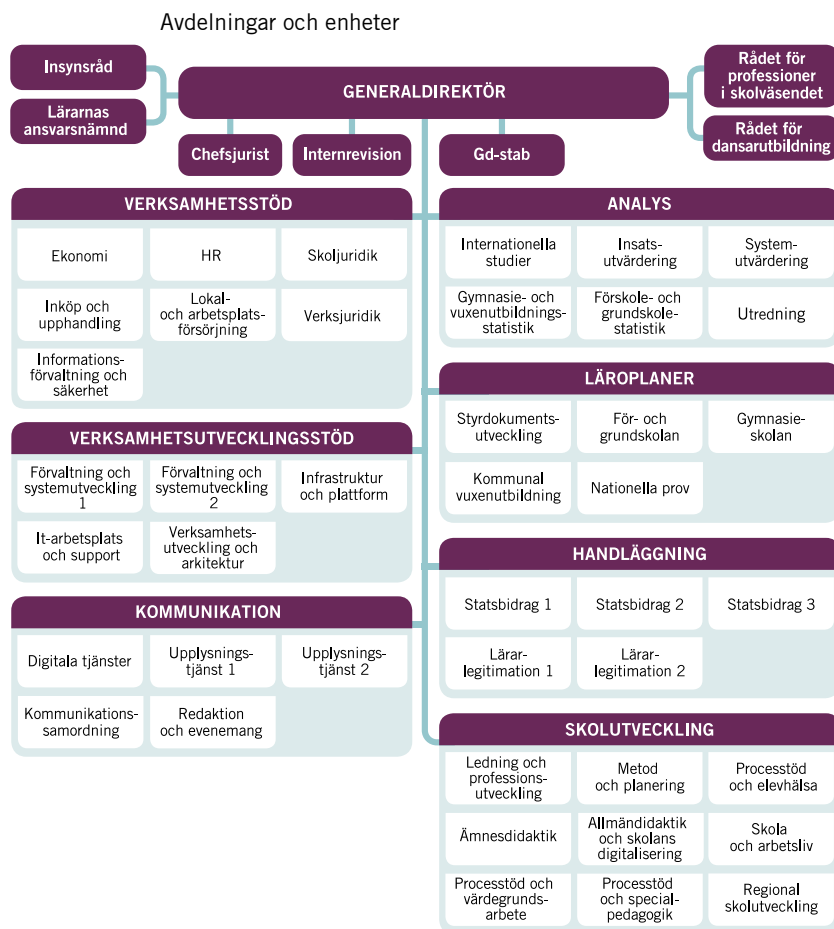 Avdelningar och enheter
Insynsråd
Lärarnas
ansvarsnämnd
GENERALDIREKTÖR
Rådet för
professioner
i skolväsendet
Rådet för
dansarutbildning
Chefsjurist
Internrevision
Gd-stab
VERKSAMHETSSTÖD
Ekonomi
HR
Skoljuridik
Inköp och
upphandling
Lokal-
och arbetsplats-
försörjning
Verksjuridik
Informations-
förvaltning och
säkerhet
VERKSAMHETSUTVECKLINGSSTÖD
Förvaltning och
systemutveckling
1
Förvaltning och
systemutveckling
2
Infrastruktur
och plattform
It-arbetsplats
och support
Verksamhets-
utveckling och
arkitektur
KOMMUNIKATION
Digitala tjänster
Upplysnings-
tjänst 1
Upplysnings-
tjänst 2
Kommunikations-
samordning
Redaktion
och evenemang
ANALYS
Internationella
studier
Insats-
utvärdering
System-
utvärdering
Gymnasie- och
vuxenutbildnings-
statistik
Förskole- och
grundskole-
statistik
Utredning
LÄROPLANER
Styrdokuments-
utveckling
För- och
grundskolan
Gymnasie-
skolan
Kommunal
vuxenutbildning
Nationella prov
HANDLÄGGNING
Statsbidrag 1
Statsbidrag 2
Statsbidrag 3
Lärar-
legitimation 1
Lärar-
legitimation 2
SKOLUTVECKLING
Ledning och
professions-
utveckling
Metod
och planering
Processtöd
och elevhälsa
Ämnesdidaktik
Allmändidaktik
och skolans
digitalisering
Skola
och arbetsliv
Processtöd och
värdegrunds-
arbete
Processtöd
och special-
pedagogik
Regional
skolutveckling